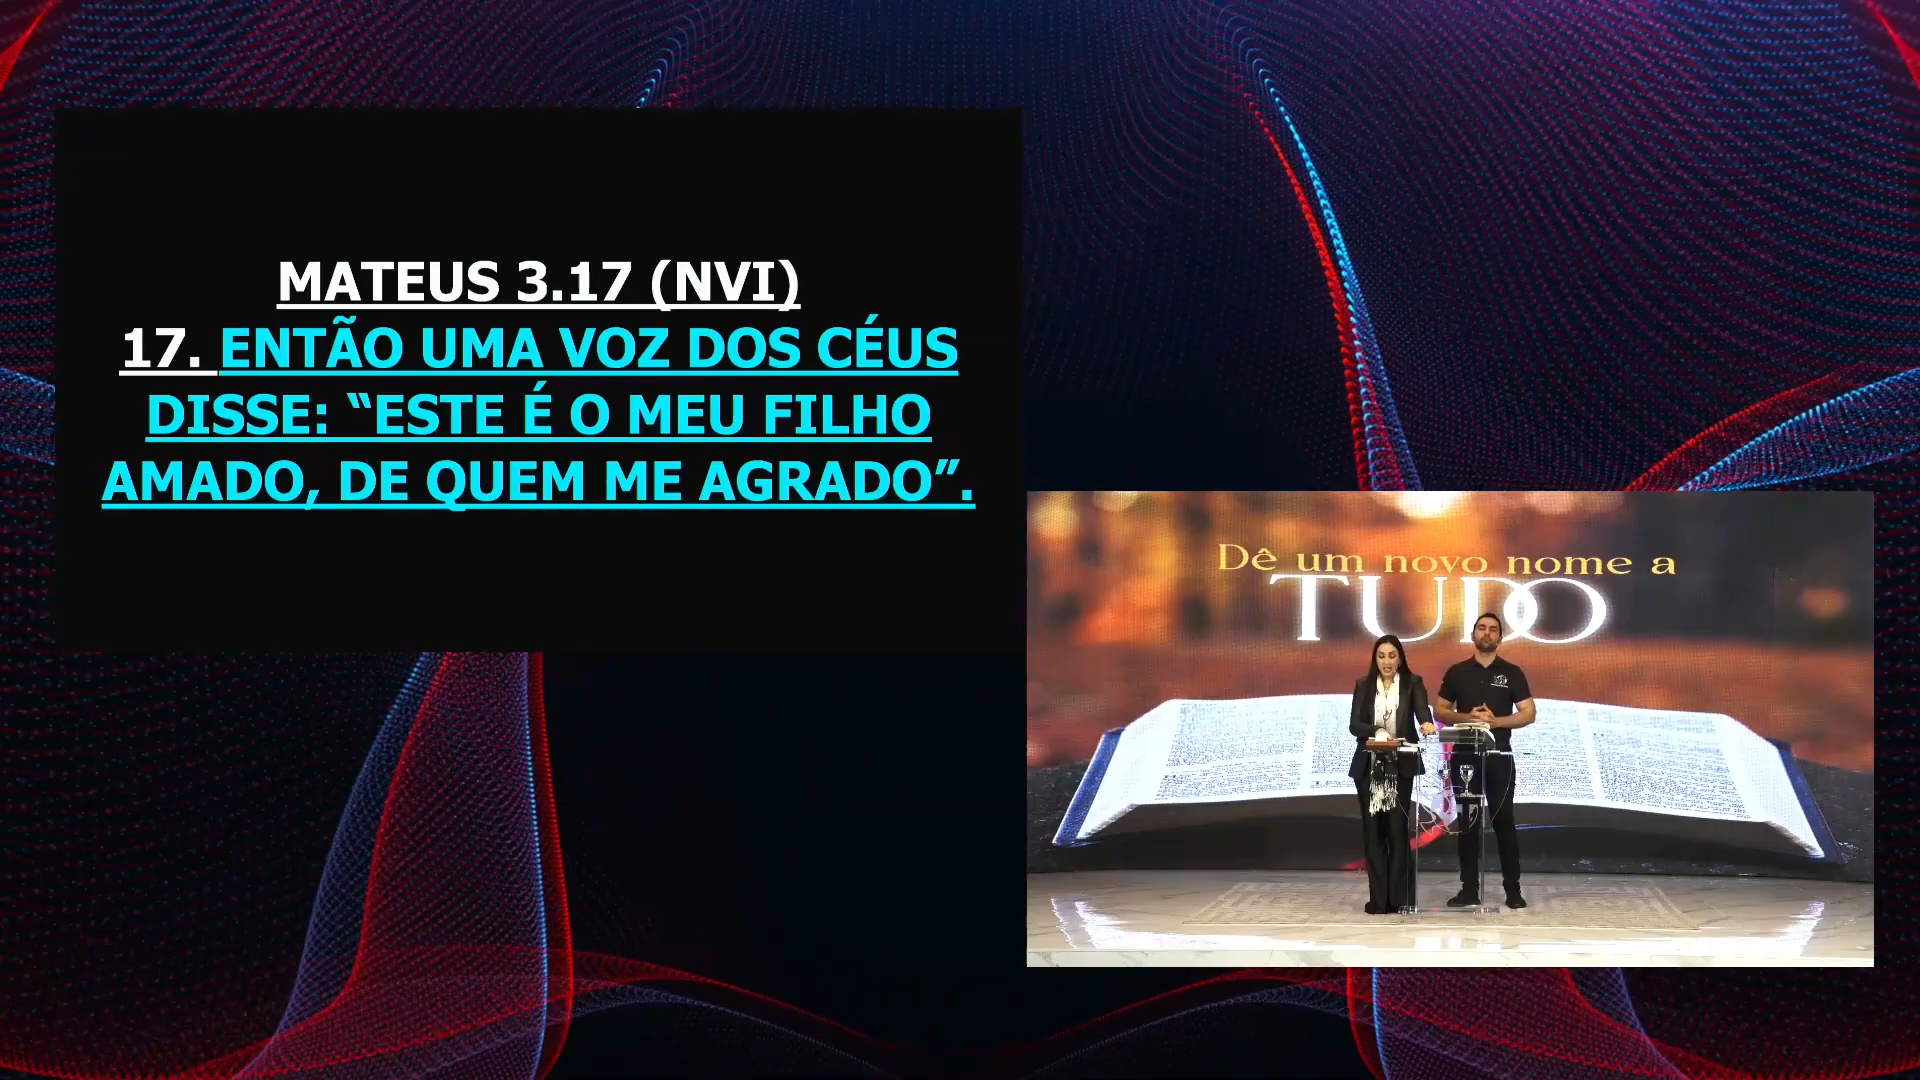 MATEUS 3.17 (NVI)
17. ENTÃO UMA VOZ DOS CÉUS
DISSE: “ESTE É O MEU FILHO
AMADO, DE QUEM ME AGRADO”.
Dê um novo nome a
TUDO